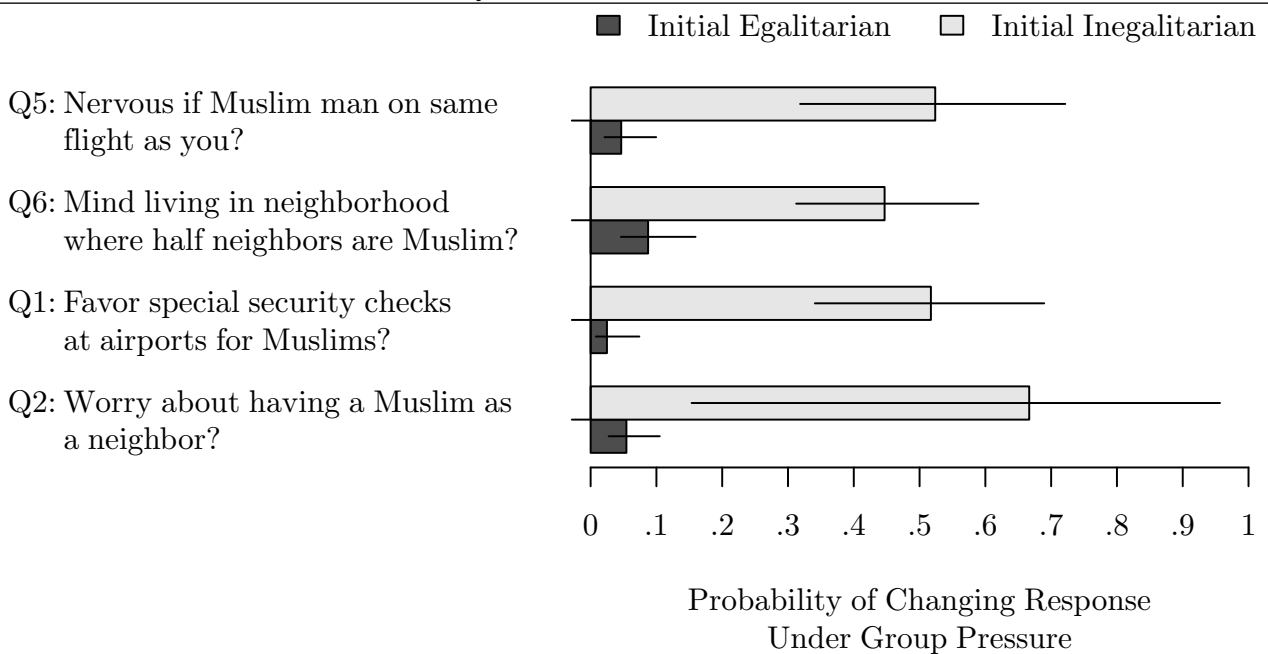 Initial Egalitarian Initial Inegalitarian
Q5: Nervous if Muslim man on same
flight as you?
Q6: Mind living in neighborhood
where half neighbors are Muslim?
Q1: Favor special security checks
at airports for Muslims?
Q2: Worry about having a Muslim as
a neighbor?
0 .1 .2 .3 .4 .5 .6 .7 .8 .9 1
Probability of Changing Response
Under Group Pressure